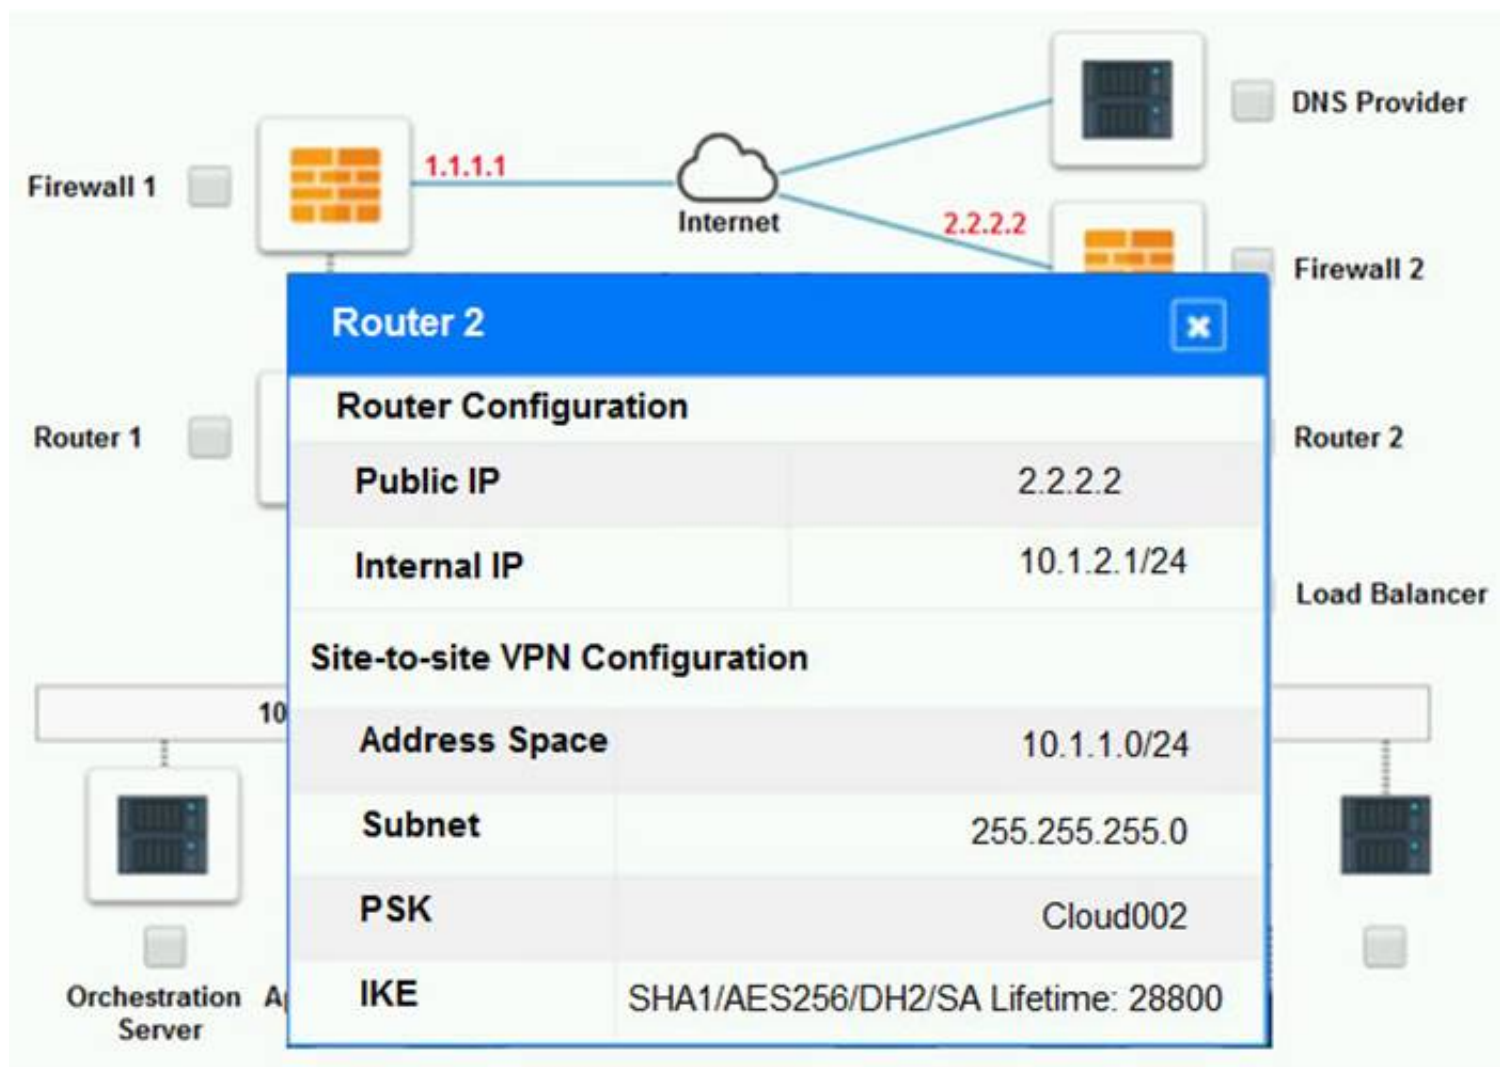 DNS Provider
Firewall 1
1.1.1.1
Internet
2.2.2.2
Firewall 2
Router 2
Router Configuration
Router 1
Router 2
Public IP 2.2.2.2
Internal IP 10.1.2.1/24
Load Balancer
Site-to-site VPN Configuration
10
Address Space 10.1.1.0/24
Subnet 255.255.255.0
PSK Cloud002
IKE SHA1/AES256/DH2/SA Lifetime: 28800
Orchestration
Server